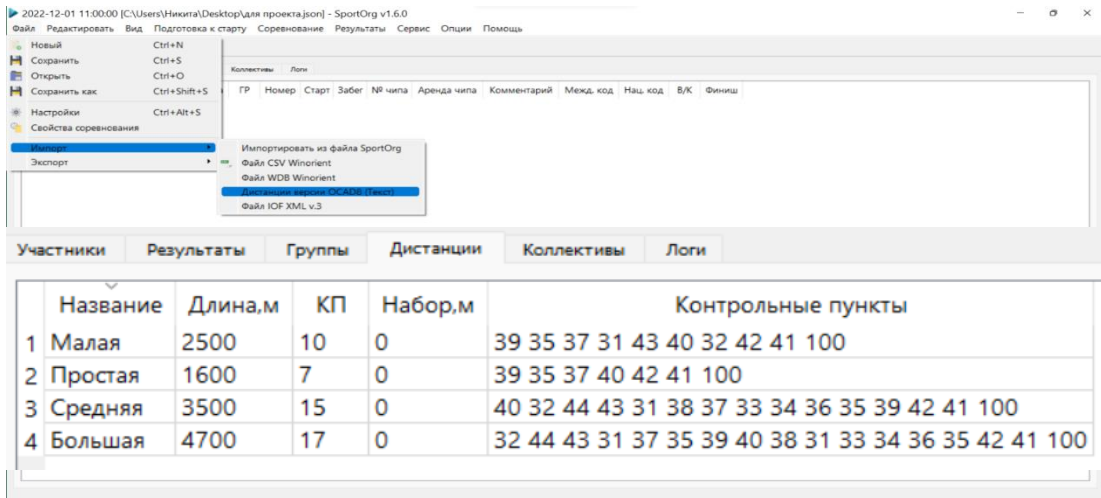 2022-12-01 11:00:00 [C:\Users\Никита\Desktop\для проекта.json] - SportOrg v1.6.0
Файл Редактировать Вид Подготовка к старту Соревнование Результаты Сервис Опции Помощь
Новый Ctrl+N
Сохранить Ctrl+S
Коллективы Логи
Открыть Ctrl+O
Сохранить как Ctrl+Shift+S
ГР Номер Старт Забег № чипа Аренда чипа Комментарий Межд. код Нац. код В/К Финиш
Настройки Ctrl+Alt+S
Свойства соревнования
Импорт
Импортировать из файла SportOrg
Экспорт
Файл CSV Winorient
Файл WDB Winorient
Дистанции версии OCAD8 (Текст)
Файл IOF XML v.3
Участники Результаты Группы Дистанции Коллективы Логи
Название Длина,м КП Набор,м Контрольные пункты
1 Малая 2500 10 0 39 35 37 31 43 40 32 42 41 100
2 Простая 1600 7 0 39 35 37 40 42 41 100
3 Средняя 3500 15 0 40 32 44 43 31 38 37 33 34 36 35 39 42 41 100
4 Большая 4700 17 0 32 44 43 31 37 35 39 40 38 31 33 34 36 35 42 41 100